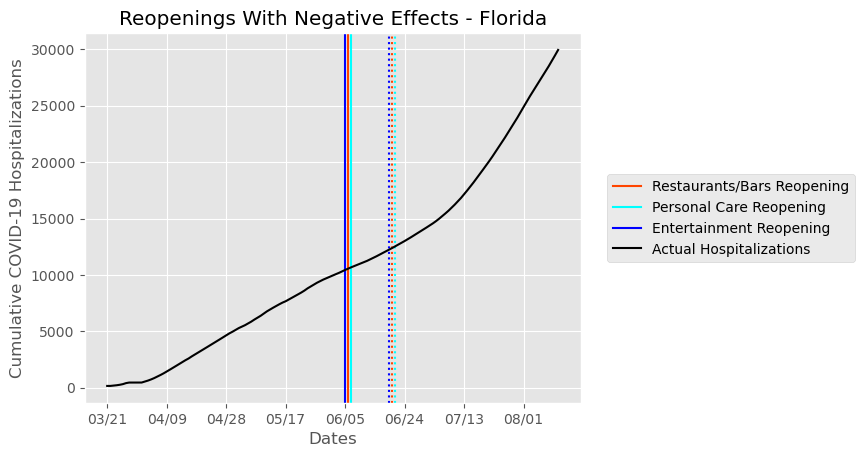 Reopenings With Negative Effects - Florida
Cumulative COVID-19 Hospitalizations
30000
25000
20000
15000
10000
5000
0
03/21 04/09 04/28 05/17 06/05 06/24 07/13 08/01
Dates
Restaurants/Bars Reopening
Personal Care Reopening
Entertainment Reopening
Actual Hospitalizations